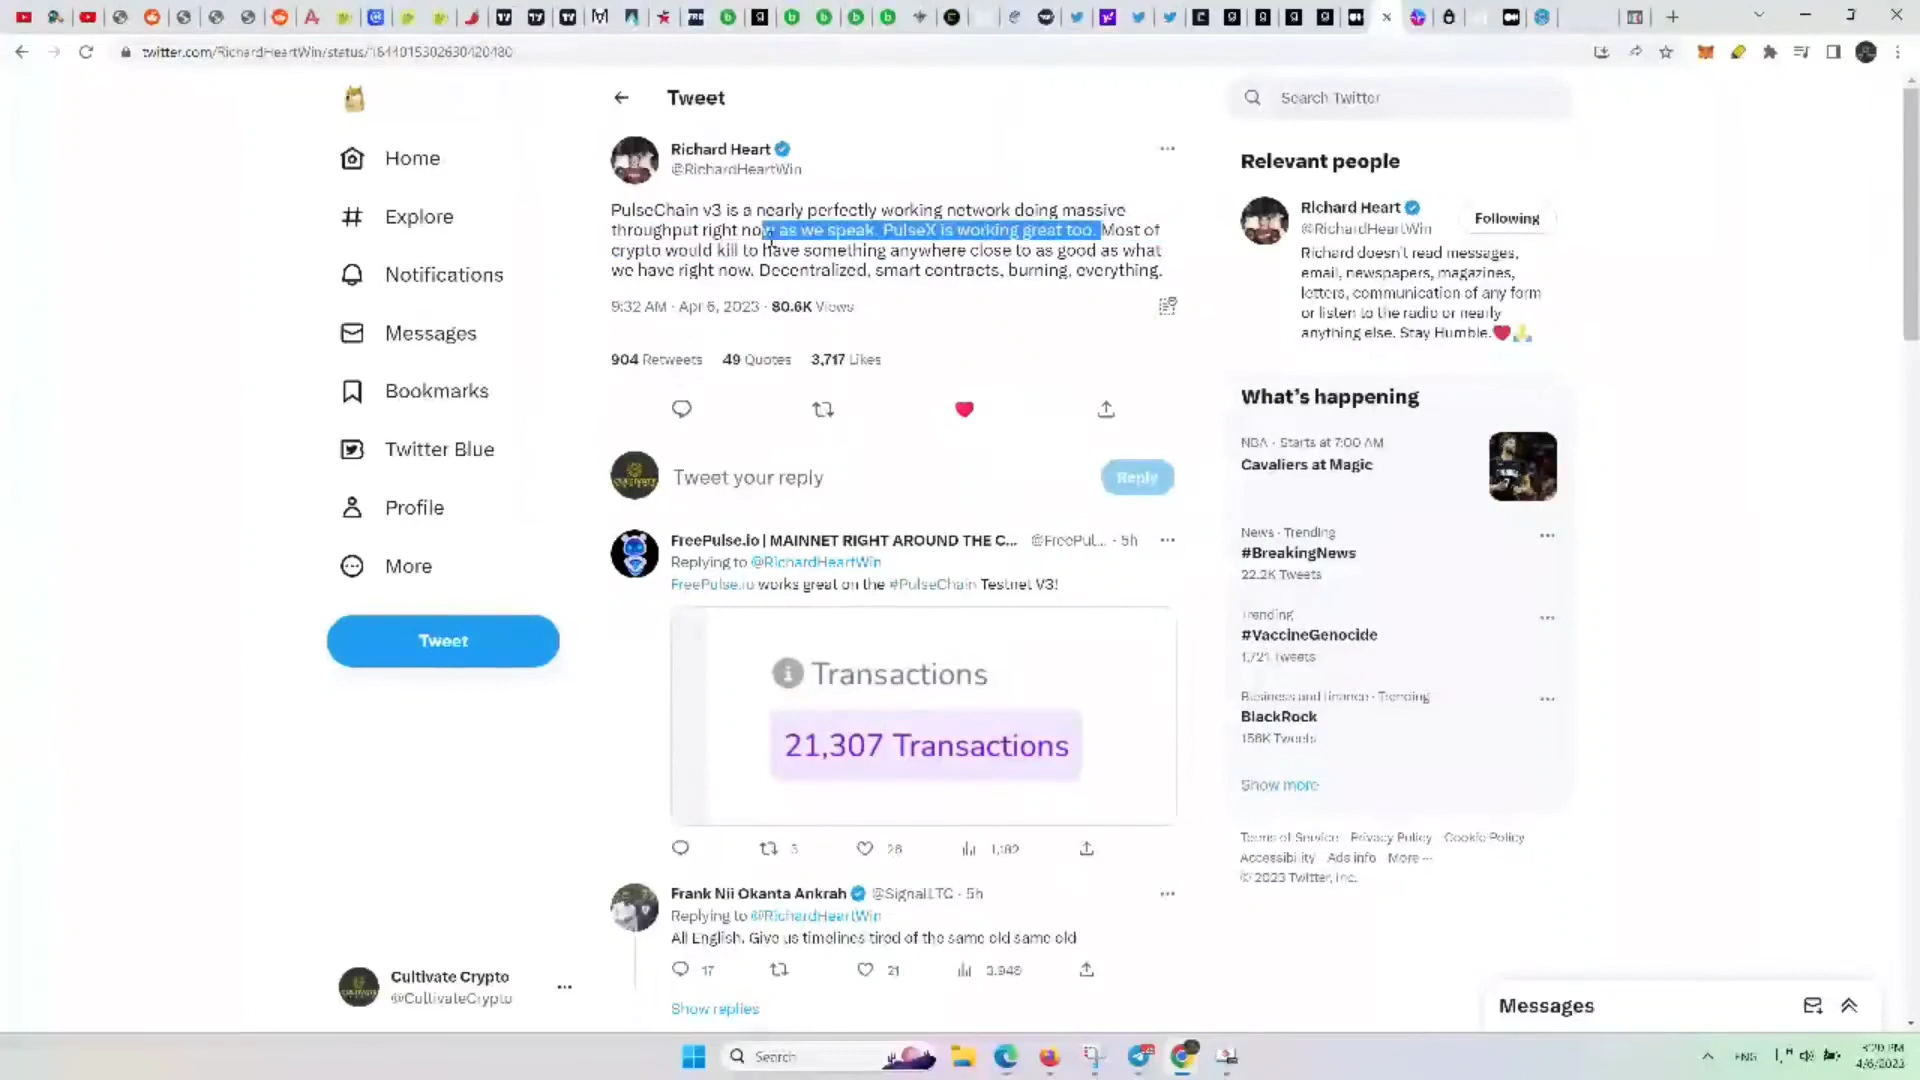 twitter.com/RichardHeartWin/status/1644015302630420480
Tweet
Search Twitter
Home
Explore
Notifications
Messages
Bookmarks
Twitter Blue
Profile
More
Tweet
Richard Heart
@RichardHeartWin
PulseChain v3 is a nearly perfectly working network doing massive
throughput right now as we speak. PulseX is working great too. Most of
crypto would kill to have something anywhere close to as good as what
we have right now. Decentralized, smart contracts, burning, everything.
9:32 AM · Apr 6, 2023 · 80.6K Views
904 Retweets 49 Quotes 3,717 Likes
Tweet your reply
Reply
FreePulse.io | MAINNET RIGHT AROUND THE C... @FreePul... · 5h
Replying to @RichardHeartWin
FreePulse.io works great on the #PulseChain Testnet V3!
Transactions
21,307 Transactions
3 26 1,182
Frank Nii Okanta Ankrah @SignalLTC · 5h
Replying to @RichardHeartWin
All English. Give us timelines tired of the same old same old
17 21 3,946
Show replies
Relevant people
Richard Heart
@RichardHeartWin
Following
Richard doesn't read messages,
email, newspapers, magazines,
letters, communication of any form
or listen to the radio or nearly
anything else. Stay Humble.
What's happening
NBA · Starts at 7:00 AM
Cavaliers at Magic
News · Trending
#BreakingNews
22.2K Tweets
Trending
#VaccineGenocide
1,721 Tweets
Business and finance · Trending
BlackRock
156K Tweets
Show more
Terms of Service Privacy Policy Cookie Policy
Accessibility Ads info More ···
© 2023 Twitter, Inc.
Cultivate Crypto
@CultivateCrypto
Messages
Search
ENG
3:20 PM
4/6/2023